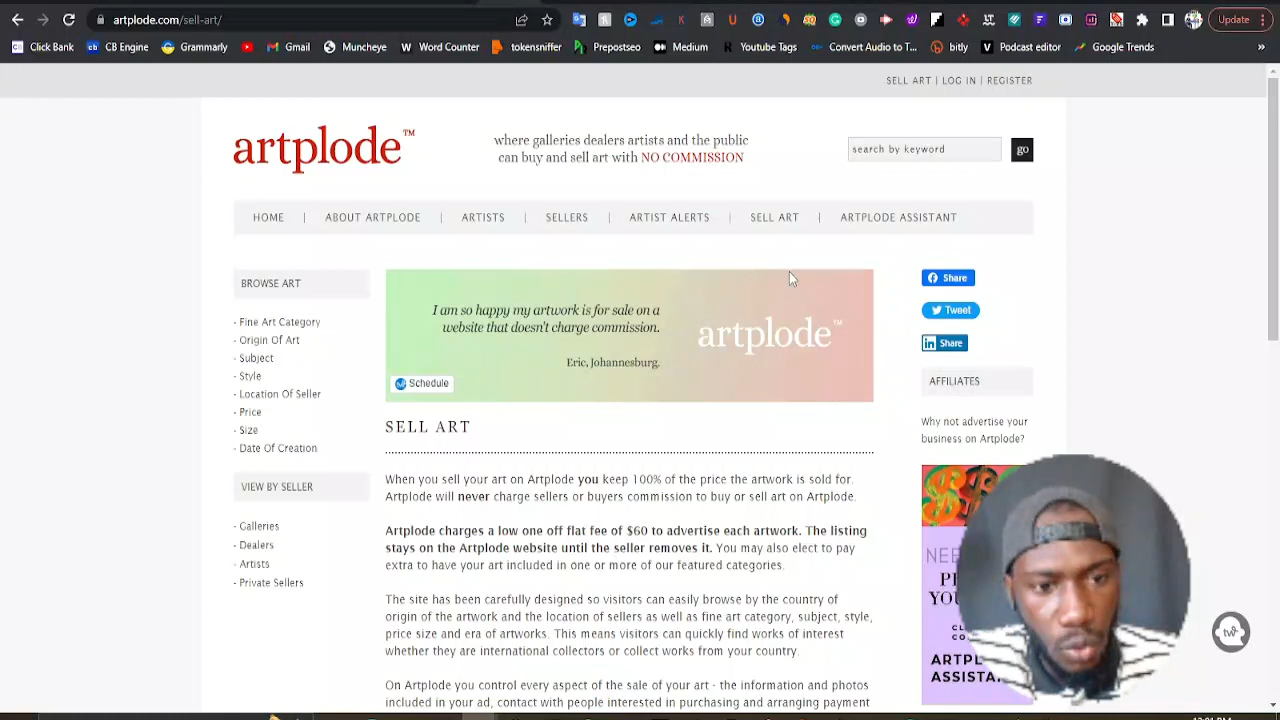 artplode.com/sell-art/
Update
Click Bank CB Engine Grammarly Gmail Muncheye Word Counter tokensniffer Prepostseo Medium Youtube Tags Convert Audio to T... bitly Podcast editor Google Trends »
SELL ART | LOG IN | REGISTER
artplode™
where galleries dealers artists and the public
can buy and sell art with NO COMMISSION
search by keyword go
HOME | ABOUT ARTPLODE | ARTISTS | SELLERS | ARTIST ALERTS | SELL ART | ARTPLODE ASSISTANT
BROWSE ART
- Fine Art Category
- Origin Of Art
- Subject
- Style
- Location Of Seller
- Price
- Size
- Date Of Creation
VIEW BY SELLER
- Galleries
- Dealers
- Artists
- Private Sellers
I am so happy my artwork is for sale on a
website that doesn't charge commission.
Eric, Johannesburg.
artplode™
Schedule
SELL ART
When you sell your art on Artplode you keep 100% of the price the artwork is sold for.
Artplode will never charge sellers or buyers commission to buy or sell art on Artplode.
Artplode charges a low one off flat fee of $60 to advertise each artwork. The listing
stays on the Artplode website until the seller removes it. You may also elect to pay
extra to have your art included in one or more of our featured categories.
The site has been carefully designed so visitors can easily browse by the country of
origin of the artwork and the location of sellers as well as fine art category, subject, style,
price size and era of artworks. This means visitors can quickly find works of interest
whether they are international collectors or collect works from your country.
On Artplode you control every aspect of the sale of your art - the information and photos
included in your ad, contact with people interested in purchasing and arranging payment
Share
Tweet
Share
AFFILIATES
Why not advertise your
business on Artplode?